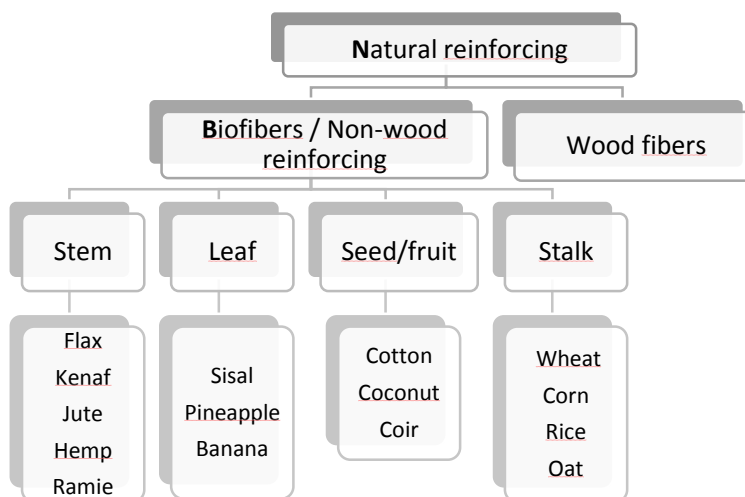 Natural reinforcing
Biofibers / Non-wood
reinforcing
Wood fibers
Stem
Leaf
Seed/fruit
Stalk
Flax
Kenaf
Jute
Hemp
Ramie
Sisal
Pineapple
Banana
Cotton
Coconut
Coir
Wheat
Corn
Rice
Oat